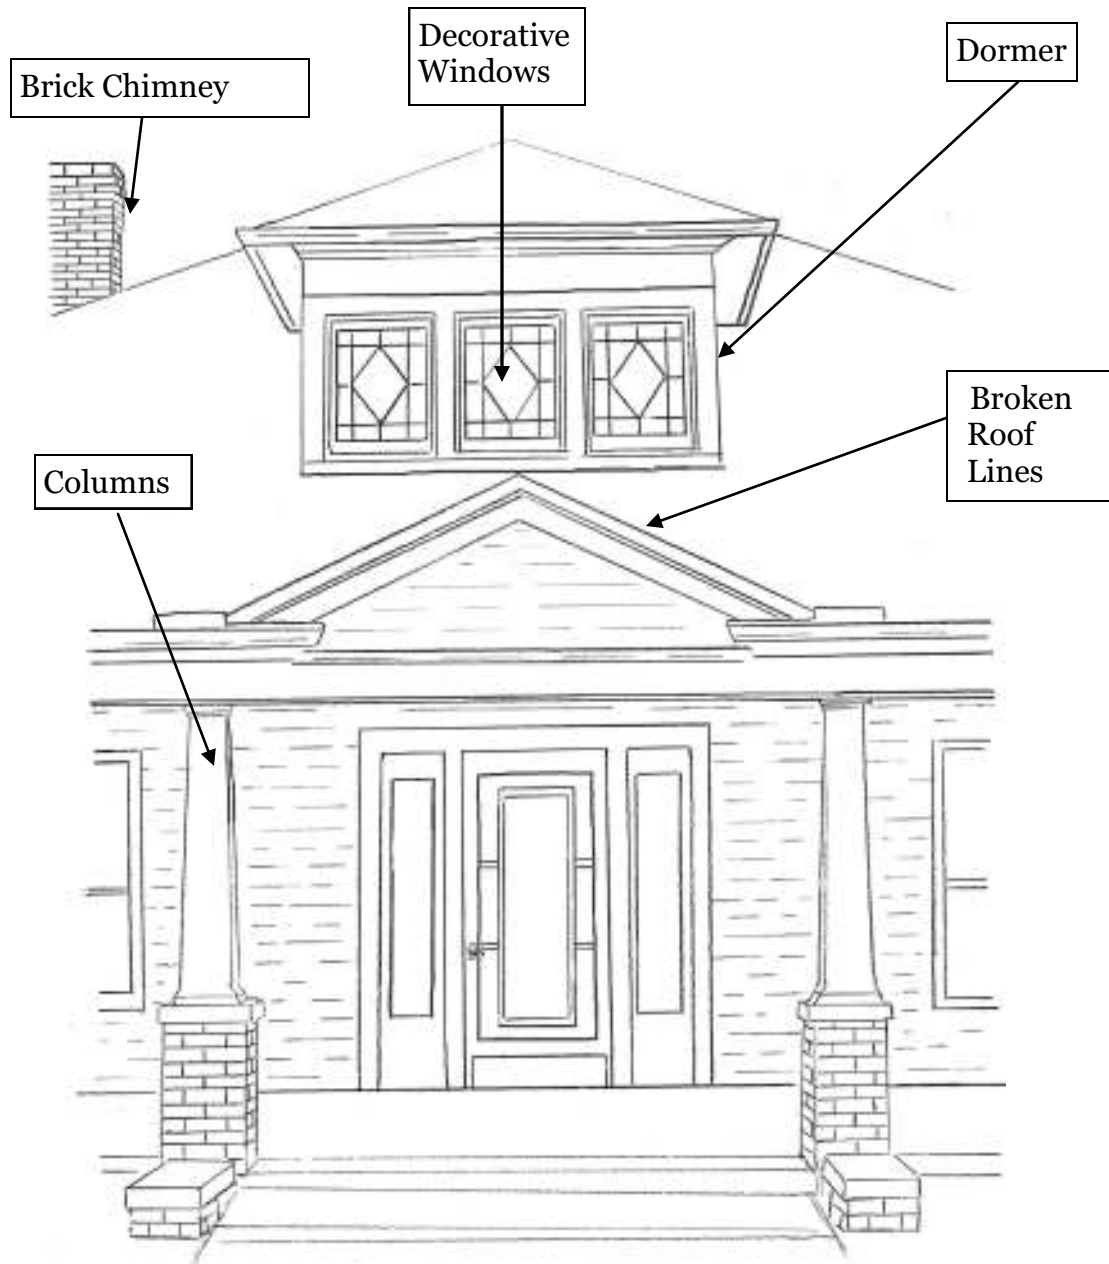 Decorative
Windows
Dormer
Brick Chimney
Broken
Roof
Lines
Columns